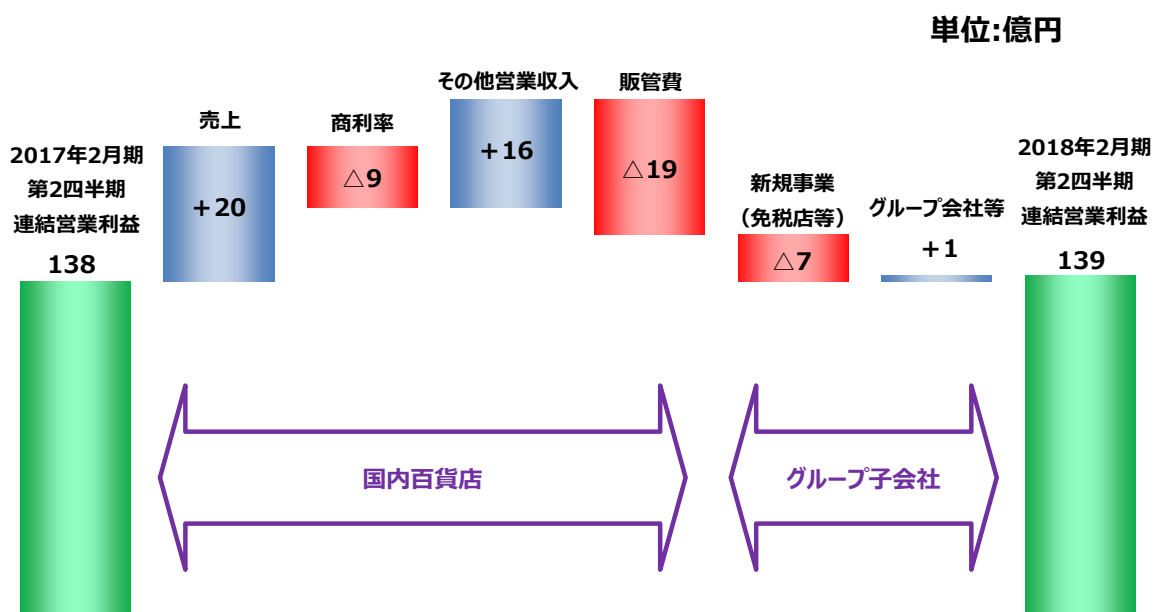 単位:億円
2017年2月期
第2四半期
連結営業利益
138
売上
+20
商利率
△9
その他営業収入
+16
販管費
△19
新規事業
（免税店等）
△7
グループ会社等
+1
2018年2月期
第2四半期
連結営業利益
139
国内百貨店
グループ子会社